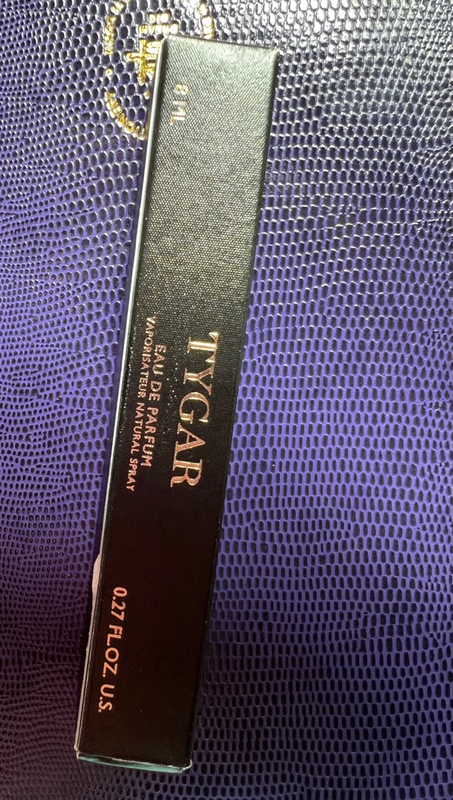 8 ML
TYGAR
EAU DE PARFUM
VAPORISATEUR NATURAL SPRAY
0.27 FL.OZ. U.S.